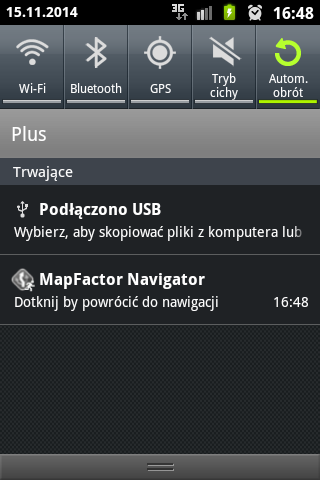 15.11.2014 3G 16:48
Wi-Fi Bluetooth GPS Tryb cichy Autom. obrót
Plus
Trwające
Podłączono USB
Wybierz, aby skopiować pliki z komputera lub
MapFactor Navigator
Dotknij by powrócić do nawigacji 16:48